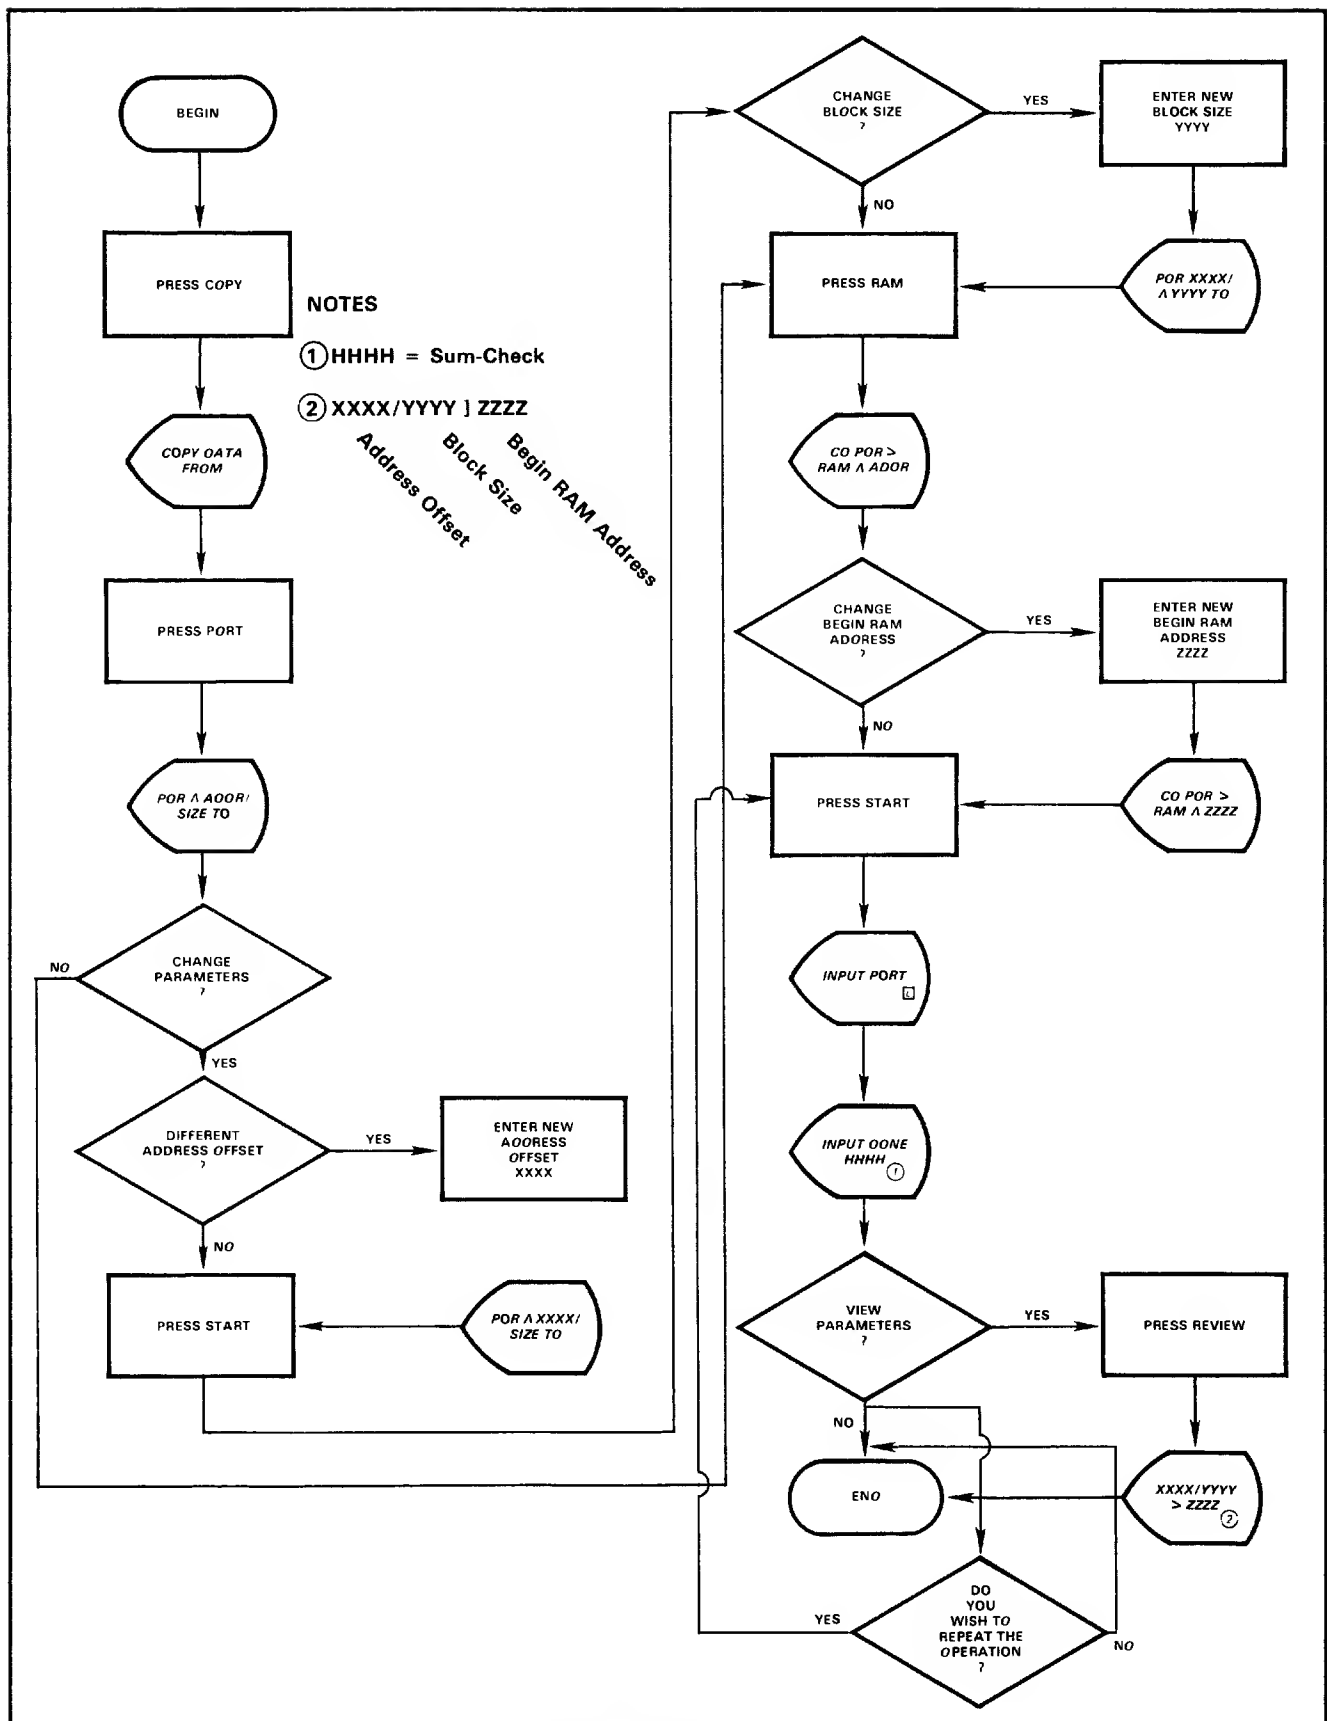 BEGIN
PRESS COPY
NOTES
①HHHH = Sum-Check
②XXXX/YYYY ] ZZZZ
Address Offset
Block Size
Begin RAM Address
COPY OATA
FROM
PRESS PORT
POR Λ AOOR/
SIZE TO
CHANGE
PARAMETERS
?
NO
YES
DIFFERENT
ADDRESS OFFSET
?
YES
ENTER NEW
AOORESS
OFFSET
XXXX
NO
PRESS START
POR Λ XXXX/
SIZE TO
CHANGE
BLOCK SIZE
?
YES
ENTER NEW
BLOCK SIZE
YYYY
NO
PRESS RAM
POR XXXX/
Λ YYYY TO
CO POR >
RAM Λ ADOR
CHANGE
BEGIN RAM
ADORESS
?
YES
ENTER NEW
BEGIN RAM
ADDRESS
ZZZZ
NO
PRESS START
CO POR >
RAM Λ ZZZZ
INPUT PORT
INPUT OONE
HHHH ①
VIEW
PARAMETERS
?
YES
PRESS REVIEW
NO
ENO
XXXX/YYYY
> ZZZZ ②
DO
YOU
WISH TO
REPEAT THE
OPERATION
?
YES
NO